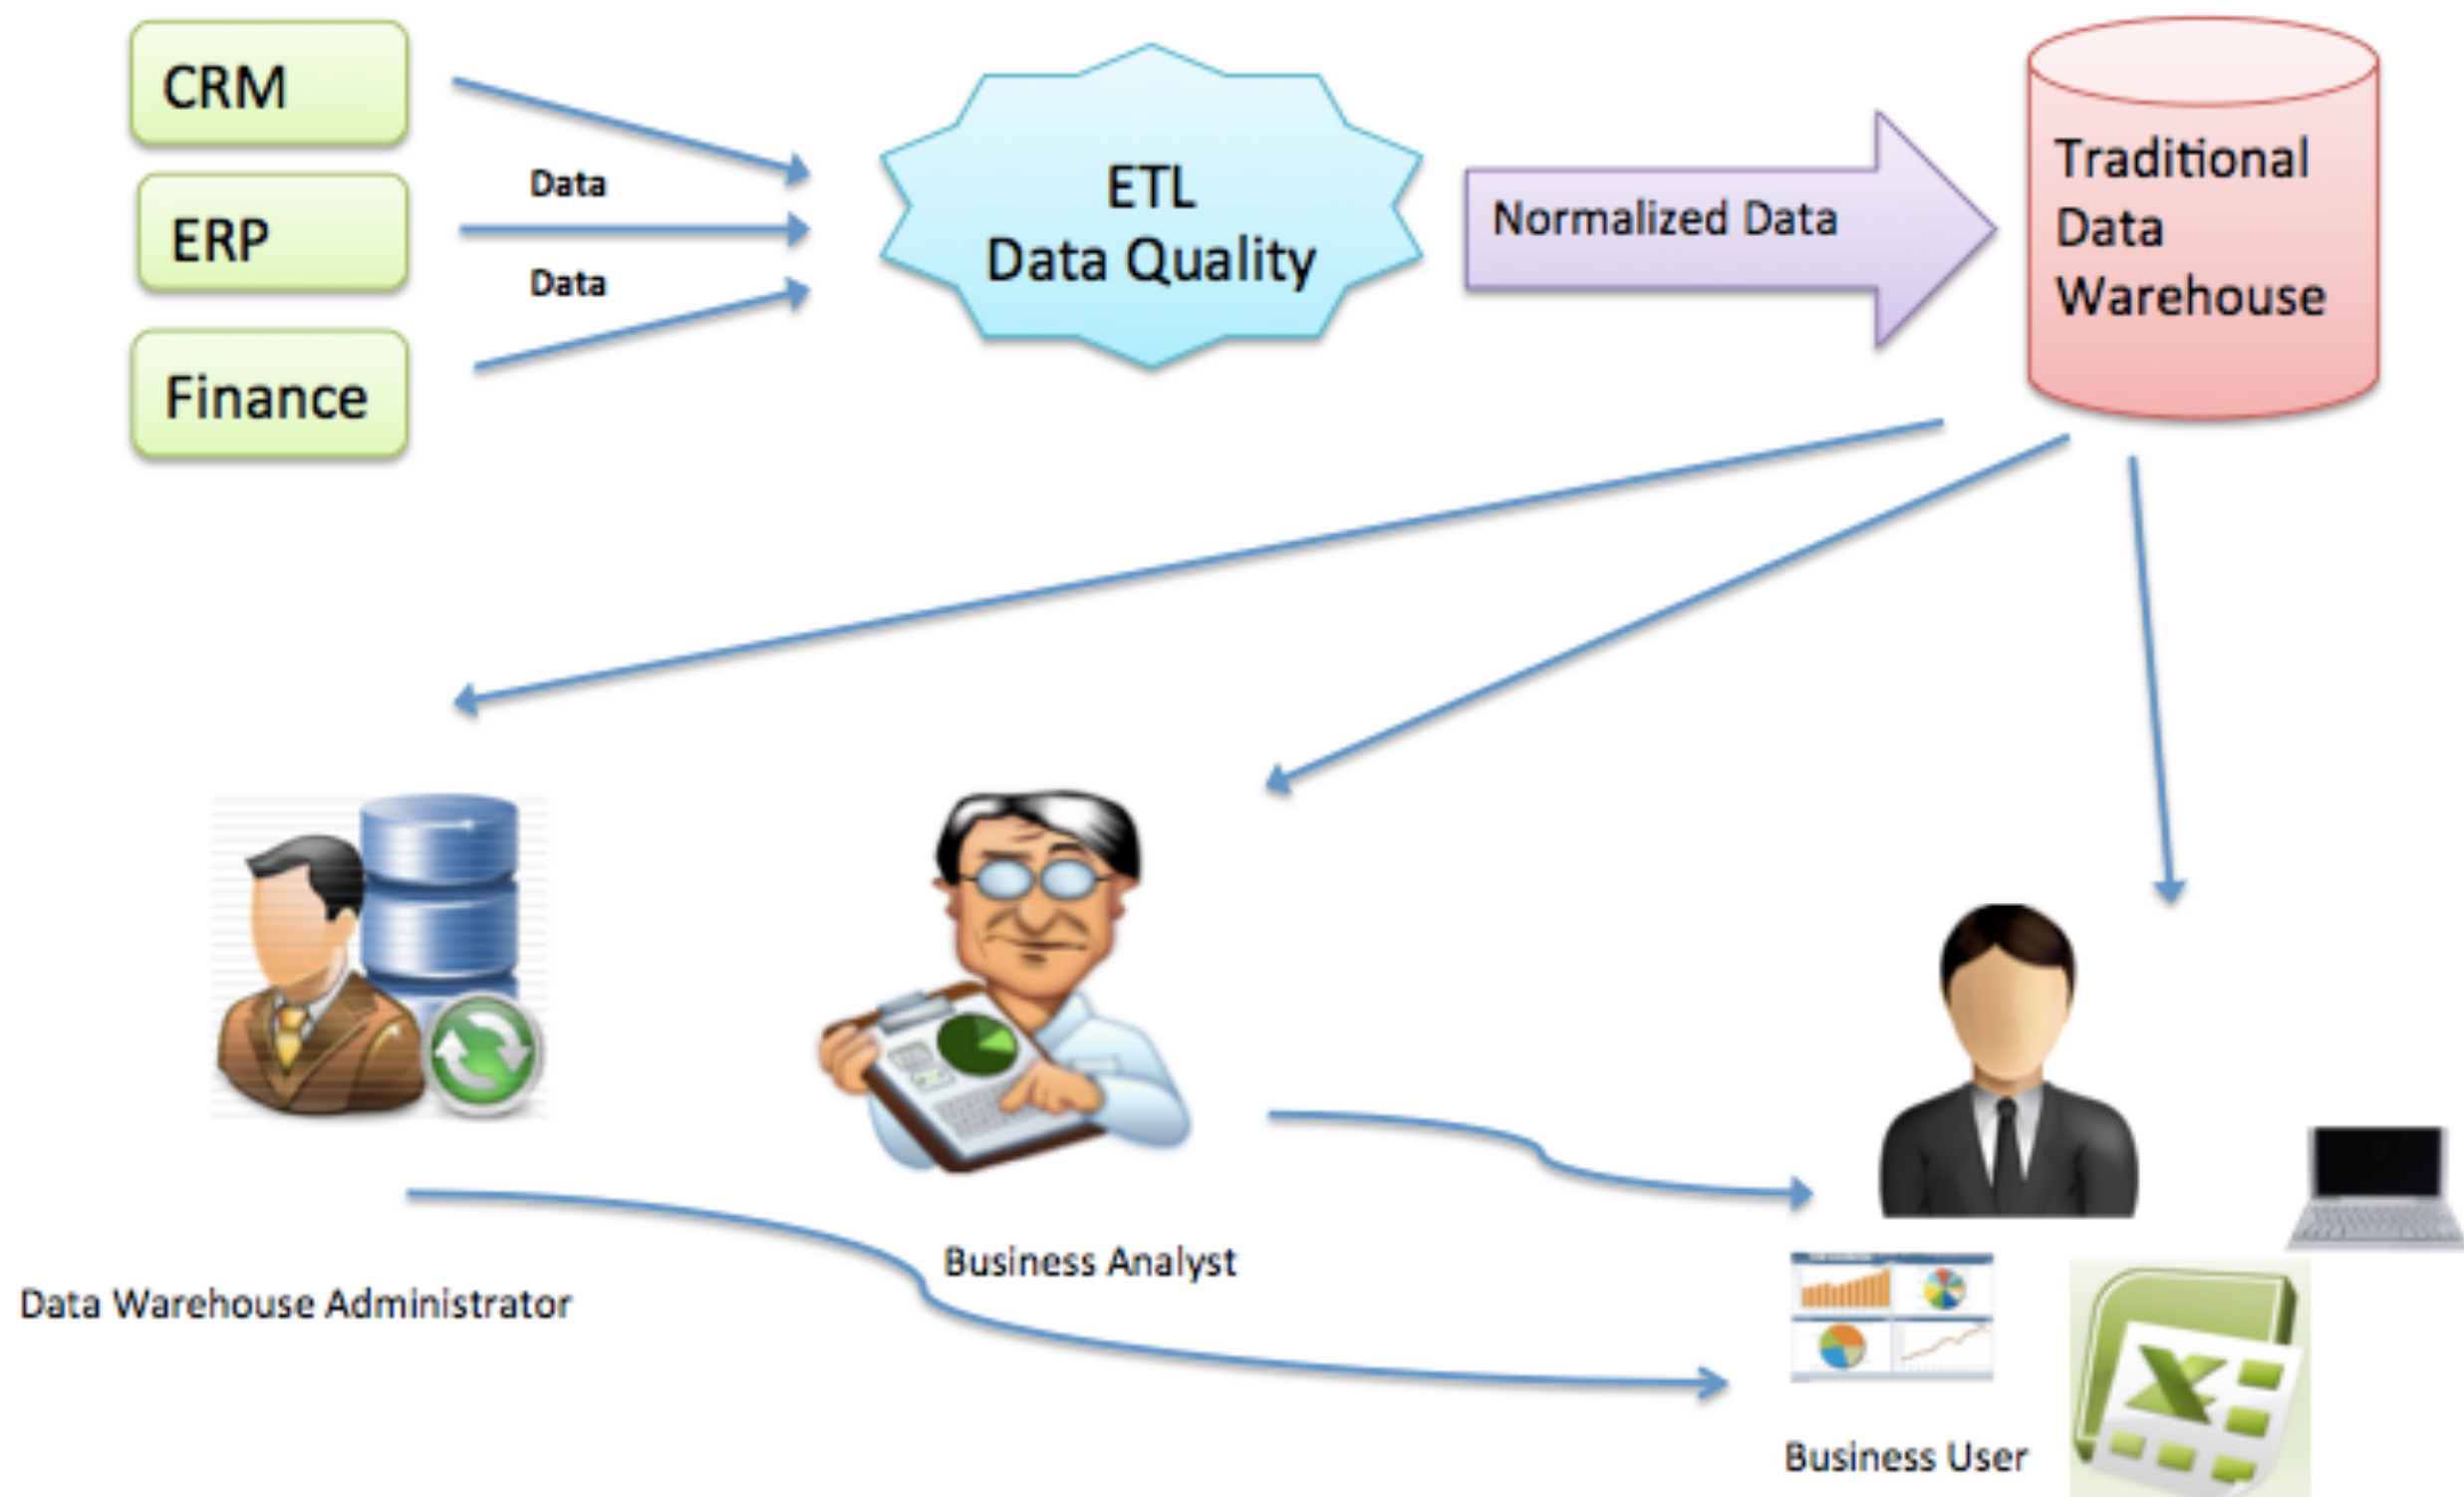 CRM
ERP
Finance
Data
Data
ETL
Data Quality
Normalized Data
Traditional
Data
Warehouse
Data Warehouse Administrator
Business Analyst
Business User